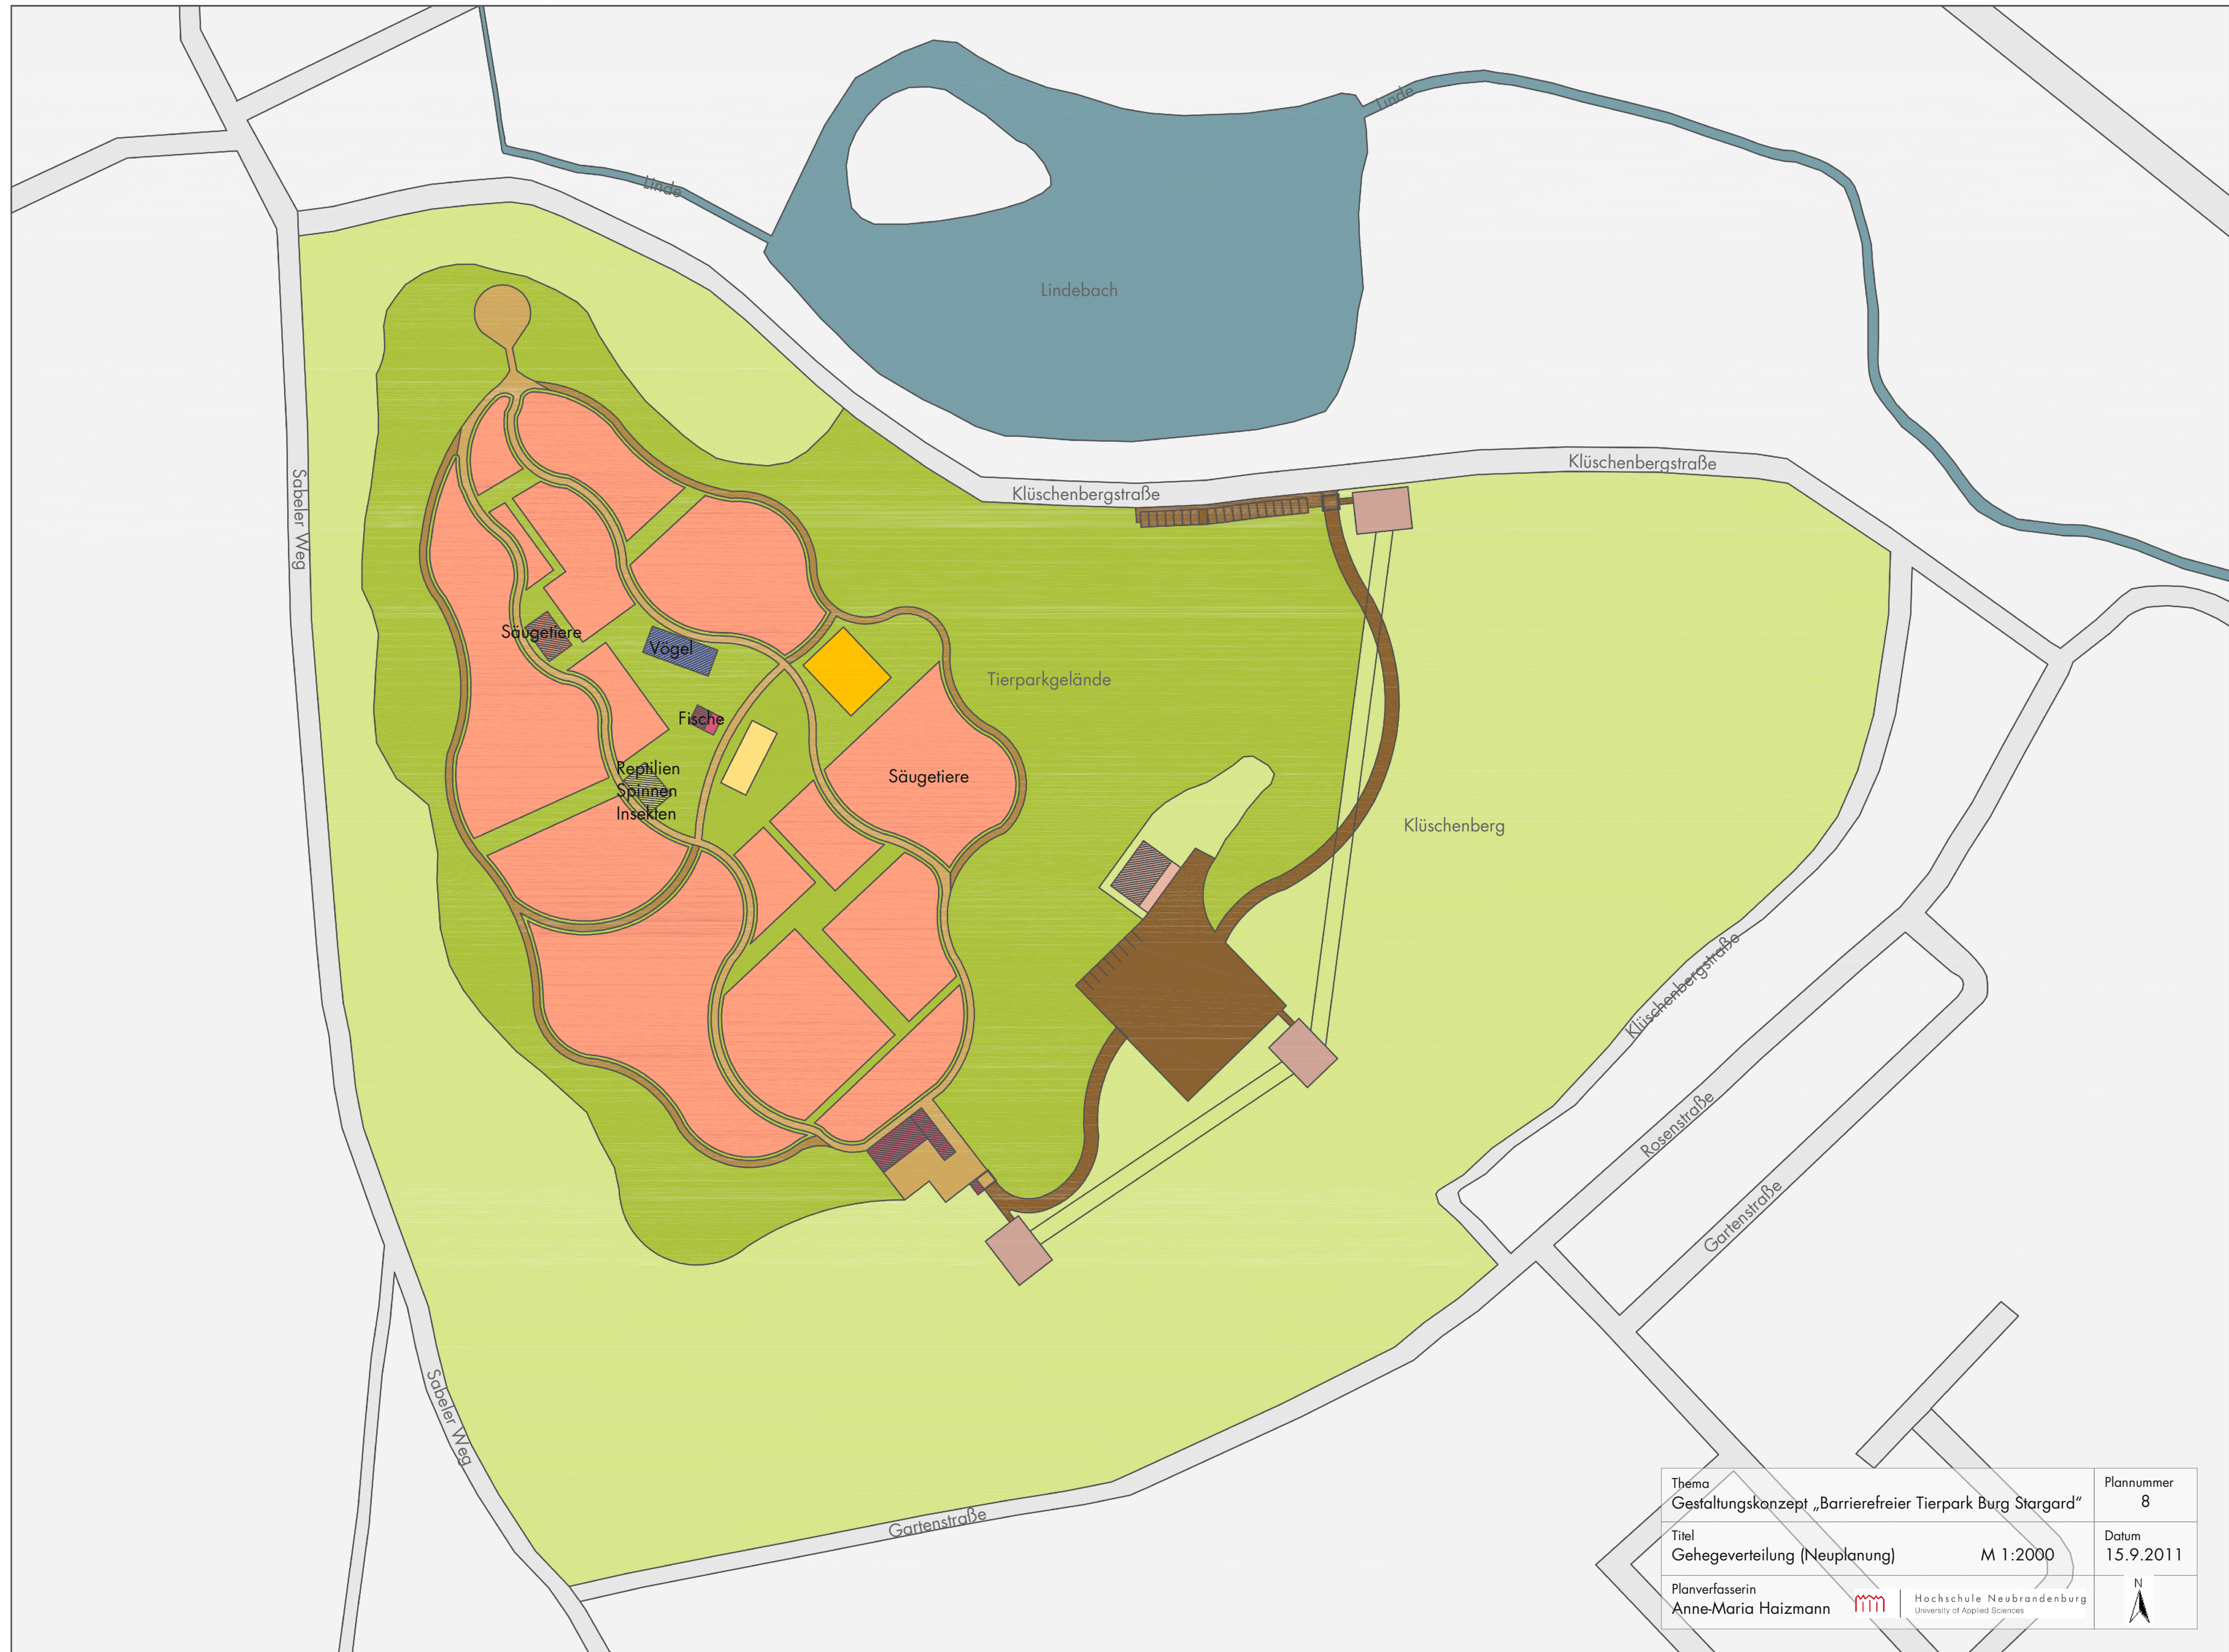 Linde
Linde
Lindebach
Klüschenbergstraße
Klüschenbergstraße
Sabeler Weg
Säugetiere
Vögel
Tierparkgelände
Fische
Reptilien
Spinnen
Insekten
Säugetiere
Klüschenberg
Klüschenbergstraße
Rosenstraße
Gartenstraße
Sabeler Weg
Gartenstraße
Thema
Gestaltungskonzept „Barrierefreier Tierpark Burg Stargard“
Plannummer
8
Titel
Gehegeverteilung (Neuplanung) M 1:2000
Datum
15.9.2011
Planverfasserin
Anne-Maria Haizmann
Hochschule Neubrandenburg
University of Applied Sciences
N